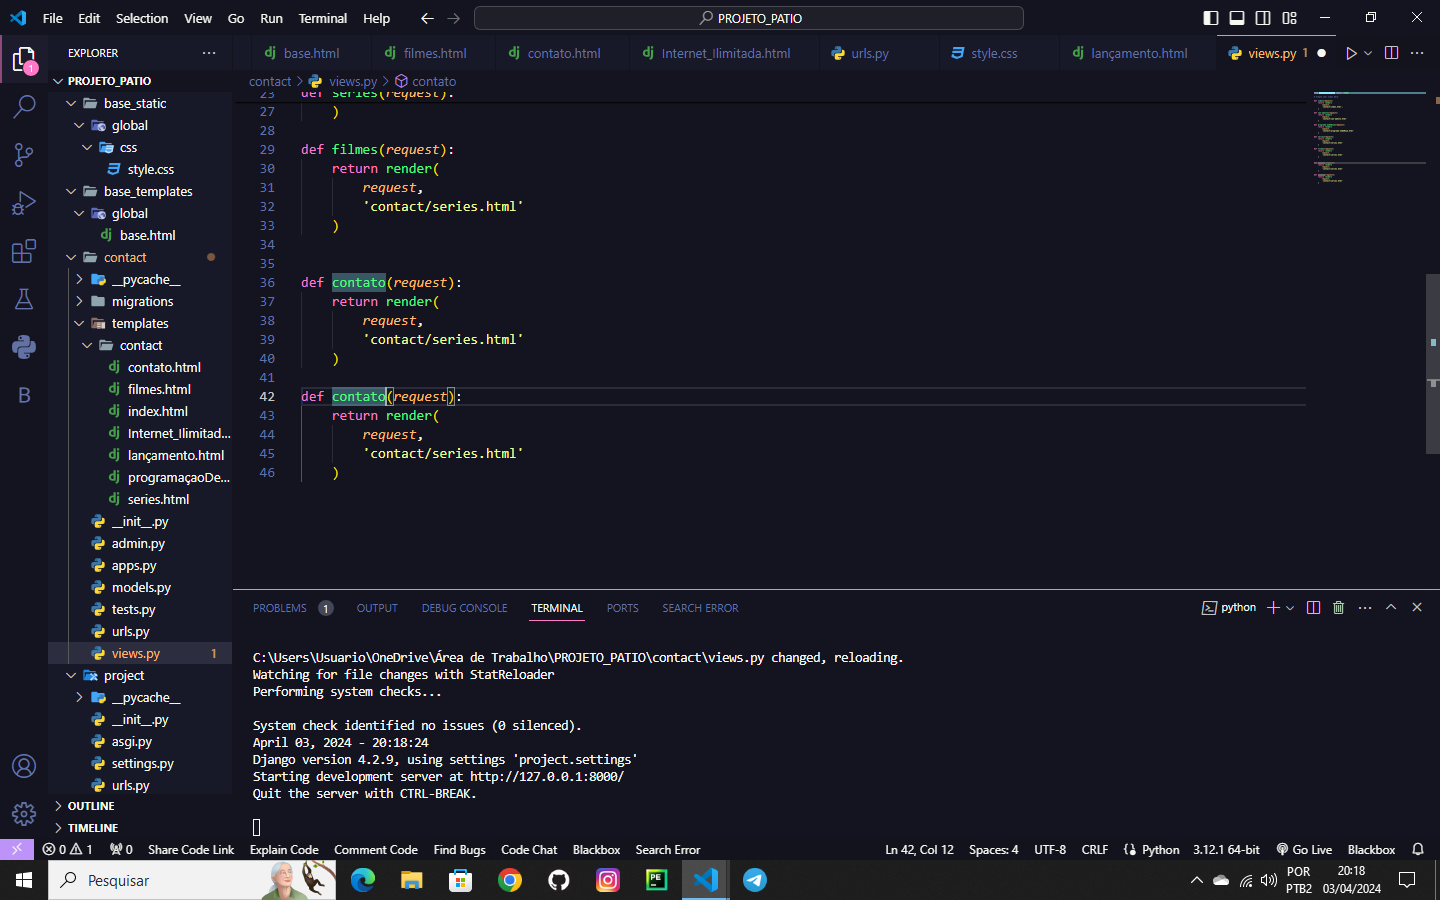 File Edit Selection View Go Run Terminal Help
PROJETO_PATIO
EXPLORER
base.html filmes.html contato.html Internet_Ilimitada.html urls.py style.css lançamento.html views.py 1
contact > views.py > contato
PROJETO_PATIO
base_static
global
css
style.css
base_templates
global
base.html
contact
__pycache__
migrations
templates
contact
contato.html
filmes.html
index.html
Internet_Ilimitad...
lançamento.html
programaçaoDe...
series.html
__init__.py
admin.py
apps.py
models.py
tests.py
urls.py
views.py 1
project
__pycache__
__init__.py
asgi.py
settings.py
urls.py
OUTLINE
TIMELINE
23 def series(request):
27 )
28
29 def filmes(request):
30 return render(
31 request,
32 'contact/series.html'
33 )
34
35
36 def contato(request):
37 return render(
38 request,
39 'contact/series.html'
40 )
41
42 def contato(request):
43 return render(
44 request,
45 'contact/series.html'
46 )
PROBLEMS 1 OUTPUT DEBUG CONSOLE TERMINAL PORTS SEARCH ERROR
python
C:\Users\Usuario\OneDrive\Área de Trabalho\PROJETO_PATIO\contact\views.py changed, reloading.
Watching for file changes with StatReloader
Performing system checks...
System check identified no issues (0 silenced).
April 03, 2024 - 20:18:24
Django version 4.2.9, using settings 'project.settings'
Starting development server at http://127.0.0.1:8000/
Quit the server with CTRL-BREAK.
0 1 0 Share Code Link Explain Code Comment Code Find Bugs Code Chat Blackbox Search Error
Ln 42, Col 12 Spaces: 4 UTF-8 CRLF Python 3.12.1 64-bit Go Live Blackbox
Pesquisar
POR
PTB2
20:18
03/04/2024